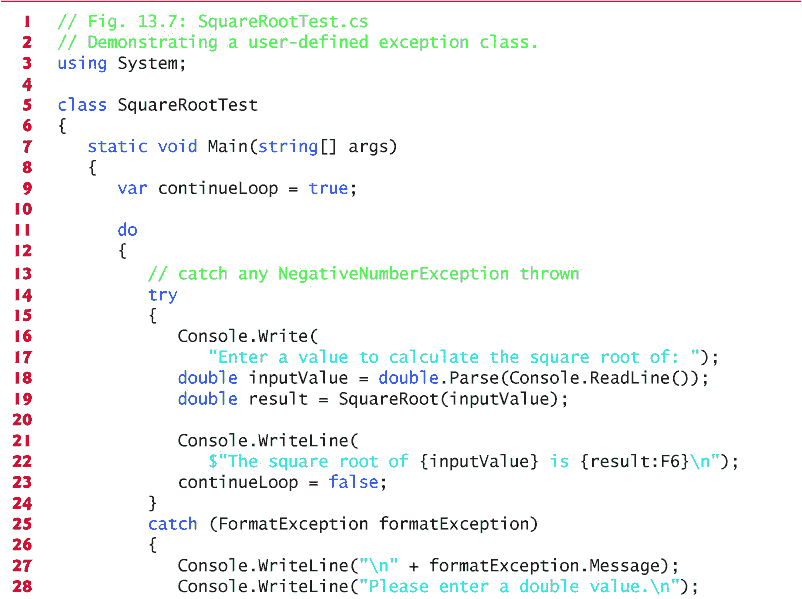 1 // Fig. 13.7: SquareRootTest.cs
2 // Demonstrating a user-defined exception class.
3 using System;
4
5 class SquareRootTest
6 {
7 static void Main(string[] args)
8 {
9 var continueLoop = true;
10
11 do
12 {
13 // catch any NegativeNumberException thrown
14 try
15 {
16 Console.Write(
17 "Enter a value to calculate the square root of: ");
18 double inputValue = double.Parse(Console.ReadLine());
19 double result = SquareRoot(inputValue);
20
21 Console.WriteLine(
22 $"The square root of {inputValue} is {result:F6}\n");
23 continueLoop = false;
24 }
25 catch (FormatException formatException)
26 {
27 Console.WriteLine("\n" + formatException.Message);
28 Console.WriteLine("Please enter a double value.\n");